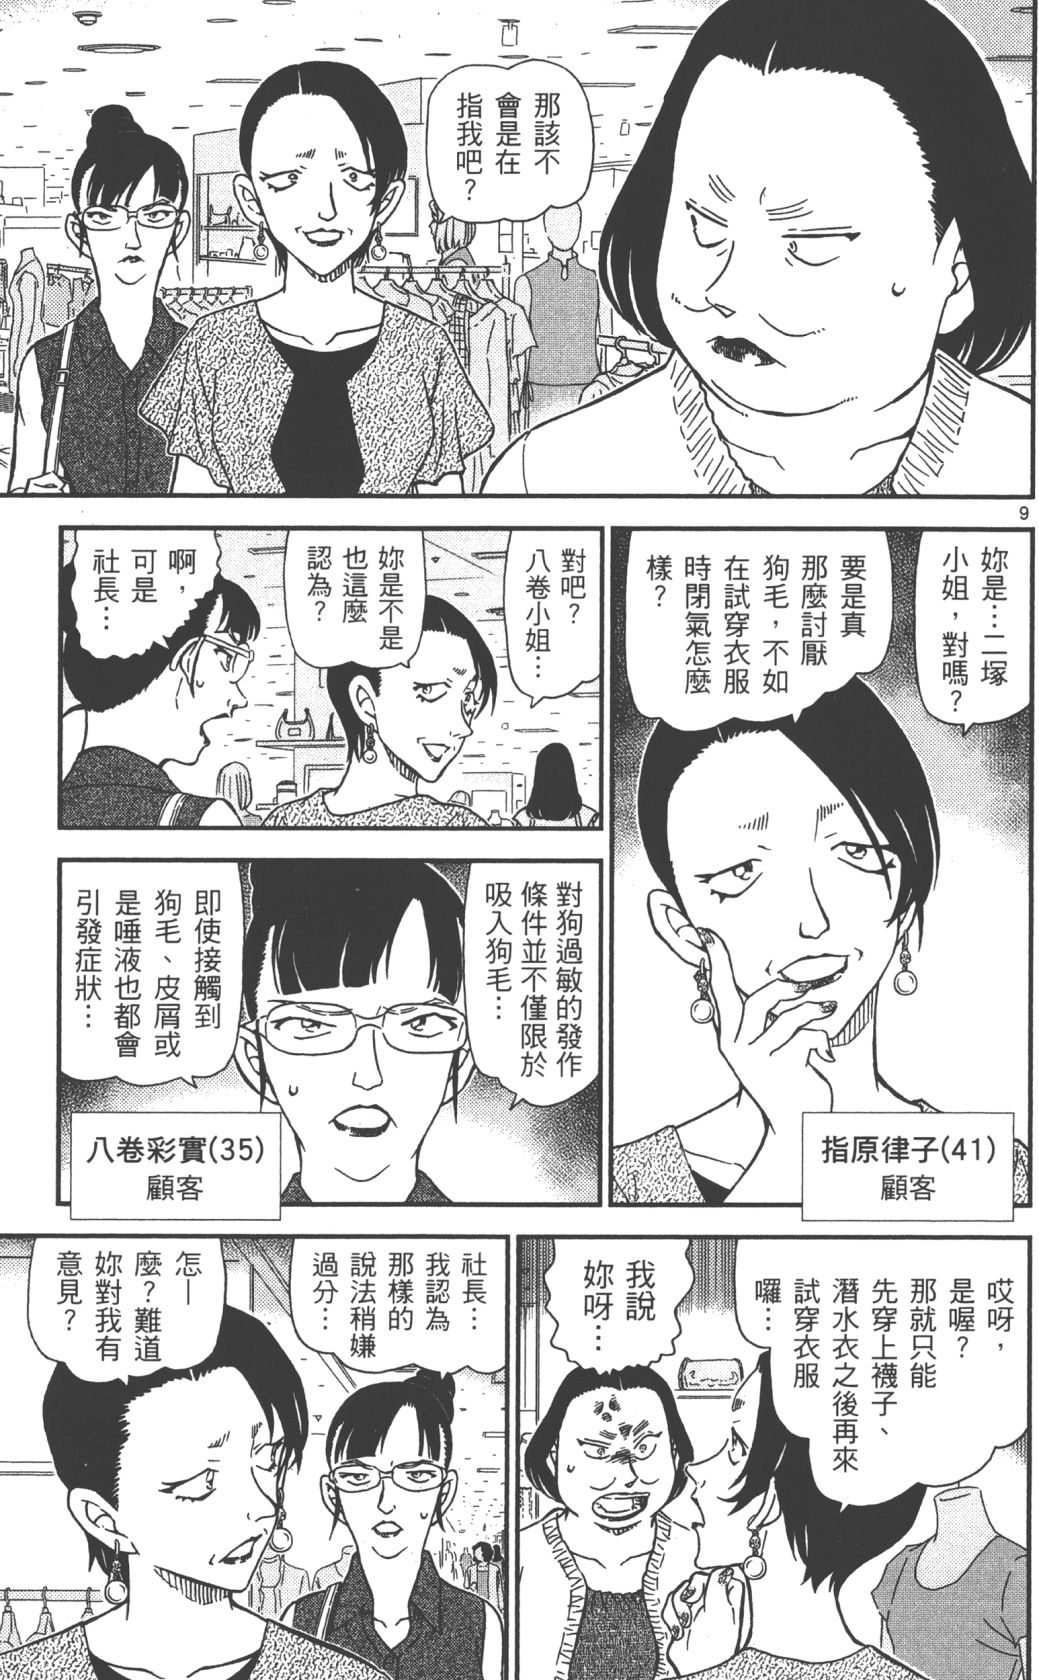 那該不
會是在
指我吧？
9
妳是…二塚
小姐，對嗎？
要是真
那麼討厭
狗毛，不如
在試穿衣服
時閉氣怎麼
樣？
對吧？
八卷小姐…
妳是不是
也這麼
認為？
啊，
可是
社長…
指原律子(41)
顧客
對狗過敏的發作
條件並不僅限於
吸入狗毛…
即使接觸到
狗毛、皮屑或
是唾液也都會
引發症狀…
八卷彩實(35)
顧客
哎呀，
是喔？
那就只能
先穿上襪子、
潛水衣之後再來
試穿衣服
囉…
我說
妳呀…
社長…
我認為
那樣的
說法稍嫌
過分…
怎—
麼？難道
妳對我有
意見？